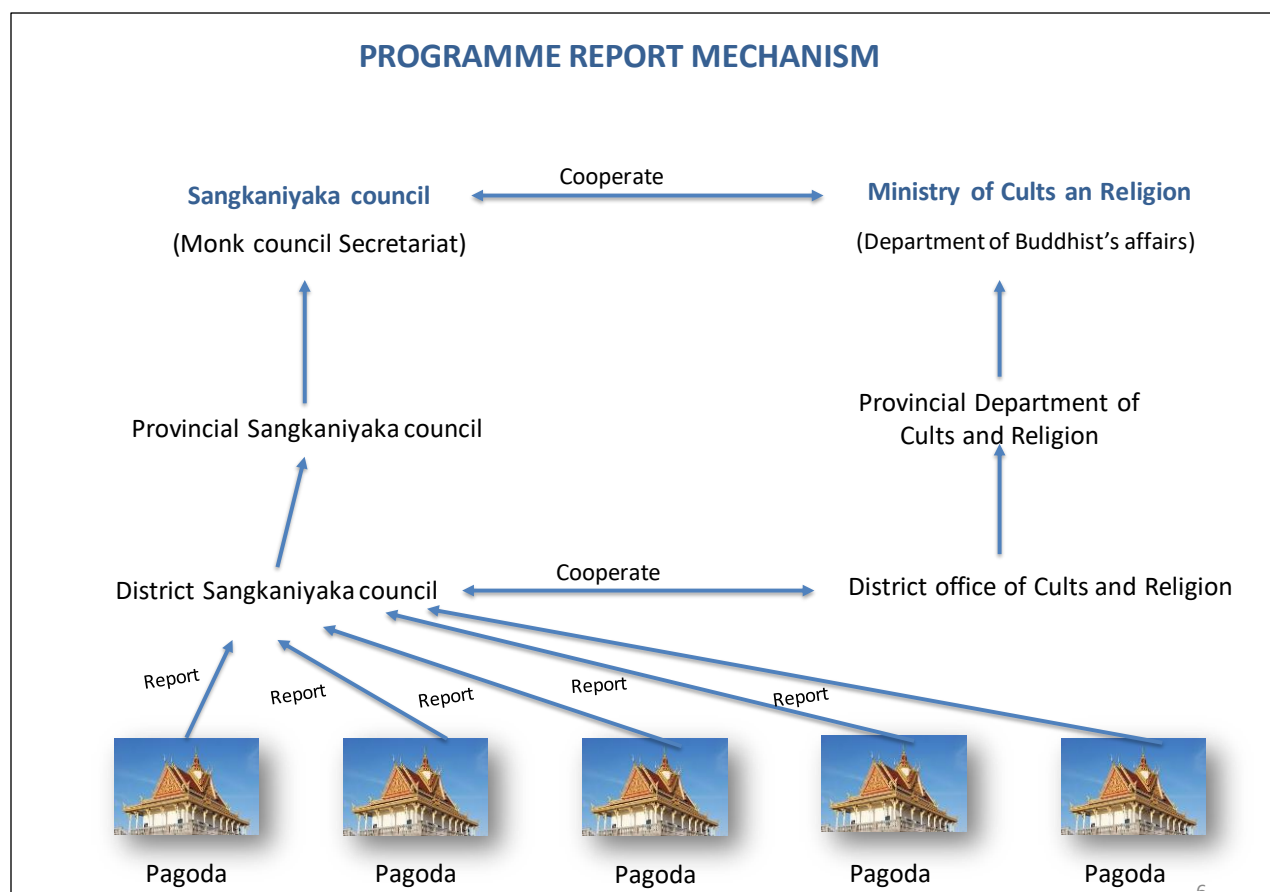 PROGRAMME REPORT MECHANISM
Cooperate
Sangkaniyaka council
Ministry of Cults an Religion
(Monk council Secretariat)
(Department of Buddhist's affairs)
Provincial Sangkaniyaka council
Provincial Department of
Cults and Religion
Cooperate
District Sangkaniyaka council
District office of Cults and Religion
Report
Report
Report
Report
Report
Pagoda
Pagoda
Pagoda
Pagoda
Pagoda
6